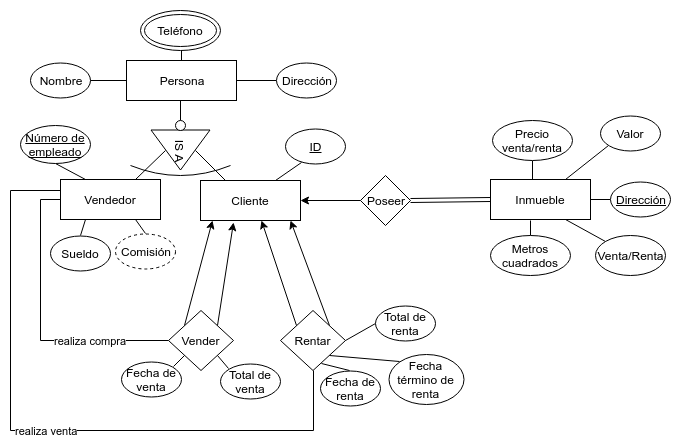 Teléfono
Nombre
Persona
Dirección
IS A
Número de
empleado
ID
Precio
venta/renta
Valor
Vendedor
Cliente
Poseer
Inmueble
Dirección
Sueldo
Comisión
Metros
cuadrados
Venta/Renta
realiza compra
Vender
Rentar
Total de
renta
Fecha de
venta
Total de
venta
Fecha de
renta
Fecha
término de
renta
realiza venta